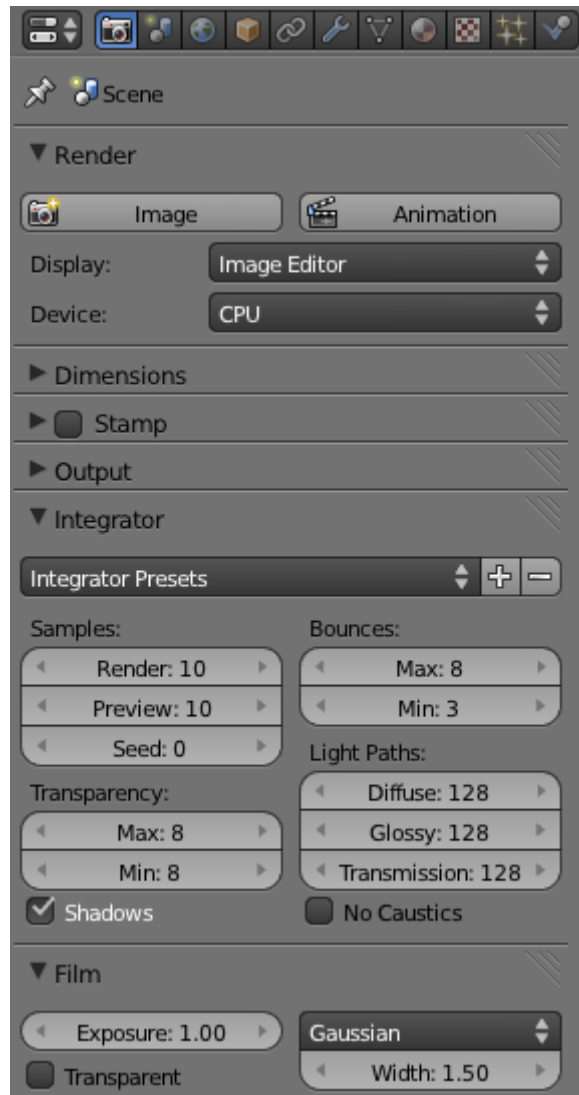 Scene
Render
Image Animation
Display: Image Editor
Device: CPU
Dimensions
Stamp
Output
Integrator
Integrator Presets
Samples: Bounces:
Render: 10 Max: 8
Preview: 10 Min: 3
Seed: 0 Light Paths:
Transparency: Diffuse: 128
Max: 8 Glossy: 128
Min: 8 Transmission: 128
Shadows No Caustics
Film
Exposure: 1.00 Gaussian
Transparent Width: 1.50